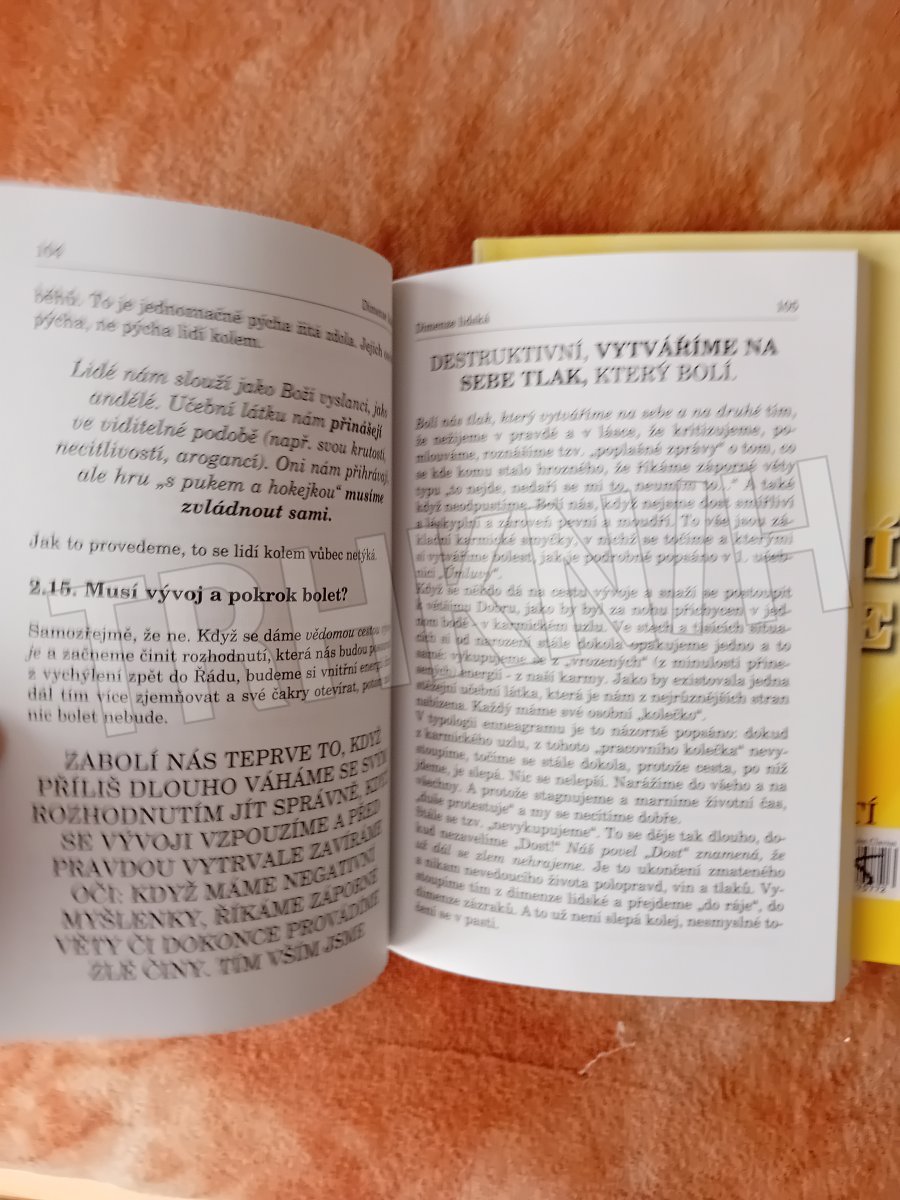 164
Dimenze
běhů. To je jednoznačně pýcha žitá zdola. Jejich
pýcha, ne pýcha lidí kolem.
Lidé nám slouží jako Boží vyslanci, jako
andělé. Učební látku nám přinášejí
ve viditelné podobě (např. svou krutostí,
necitlivostí, arogancí). Oni nám přihrávají,
ale hru „s pukem a hokejkou“ musíme
zvládnout sami.
Jak to provedeme, to se lidí kolem vůbec netýká.
2.15. Musí vývoj a pokrok bolet?
Samozřejmě, že ne. Když se dáme vědomou cestou
je a začneme činit rozhodnutí, která nás budou
z vychýlení zpět do Řádu, budeme si vnitřní
dál tím více zjemňovat a své čakry otevírat,
nic bolet nebude.
ZABOLÍ NÁS TEPRVE TO, KDYŽ
PŘÍLIŠ DLOUHO VÁHÁME SE SVÝM
ROZHODNUTÍM JÍT SPRÁVNĚ, KDYŽ
SE VÝVOJI VZPOUZÍME A PŘED
PRAVDOU VYTRVALE ZAVÍRÁME
OČI: KDYŽ MÁME NEGATIVNÍ
MYŠLENKY, ŘÍKÁME ZÁPORNÉ
VĚTY ČI DOKONCE PROVÁDÍME
ZLÉ ČINY. TÍM VŠÍM JSME
Dimenze lidská
165
DESTRUKTIVNÍ, VYTVÁŘÍME NA
SEBE TLAK, KTERÝ BOLÍ.
Bolí nás tlak, který vytváříme na sebe a na druhé tím,
že nežijeme v pravdě a v lásce, že kritizujeme, po-
mlouváme, roznášíme tzv. „poplašné zprávy“ o tom, co
se kde komu stalo hrozného, že říkáme záporné věty
typu „to nejde, nedaří se mi to, neumím to)." A také
když neodpustíme. Bolí nás, když nejsme dost smířliví
a láskyplní a zároveň pevní a moudří. To vše jsou zá-
kladní karmické smyčky, v nichž se točíme a kterými
si vytváříme bolest, jak je podrobně popsáno v 1. učeb-
nici „Úmluvy“.
Když se někdo dá na cestu vývoje a snaží se postoupit
k většímu Dobru, jako by byl za nohu přichycen v jed-
nom bodě - v karmickém uzlu. Ve stech a tisících situa-
cích si od narození stále dokola opakujeme jedno a to
samé: vykupujeme se z „vrozených“ (z minulosti přine-
sených) energií - z naší karmy. Jako by existovala jedna
stěžejní učební látka, která je nám z nejrůznějších stran
nabízena. Každý máme své osobní „kolečko“.
V typologii enneagramu je to názorně popsáno: dokud
z karmického uzlu, z tohoto „pracovního kolečka“ nevy-
stoupíme, točíme se stále dokola, protože cesta, po níž
jdeme, je slepá. Nic se nelepší. Narážíme do všeho a na
všechny. A protože stagnujeme a marníme životní čas,
„duše protestuje“ a my se necítíme dobře.
Stále se tzv. „nevykupujeme“. To se děje tak dlouho, do-
kud nezavelíme „Dost!“ Náš povel „Dost“ znamená, že
už dál se zlem nehrajeme. Je to ukončení zmateného
a nikam nevedoucího života polopravd, vin a tlaků. Vy-
stoupíme tím z dimenze lidské a přejdeme „do ráje“, do
dimenze zázraků. A to už není slepá kolej, nesmyslné to-
čení se v pasti.
Í
E
TÍ
TRHKNIH